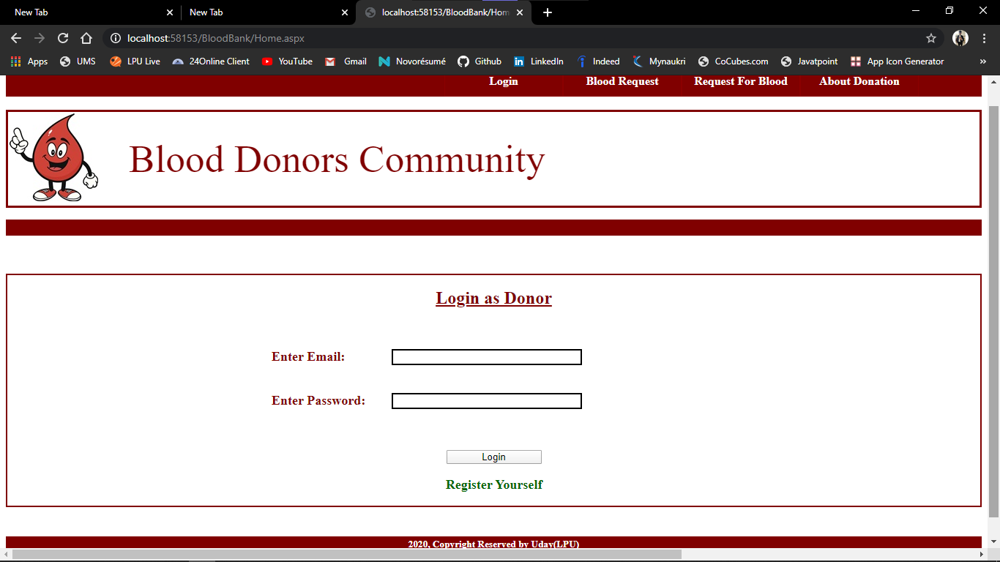 New Tab New Tab localhost:58153/BloodBank/Hom
localhost:58153/BloodBank/Home.aspx
Apps UMS LPU Live 24Online Client YouTube Gmail Novorésumé Github LinkedIn Indeed Mynaukri CoCubes.com Javatpoint App Icon Generator »
Login Blood Request Request For Blood About Donation
Blood Donors Community
Login as Donor
Enter Email:
Enter Password:
Login
Register Yourself
2020, Copyright Reserved by Uday(LPU)